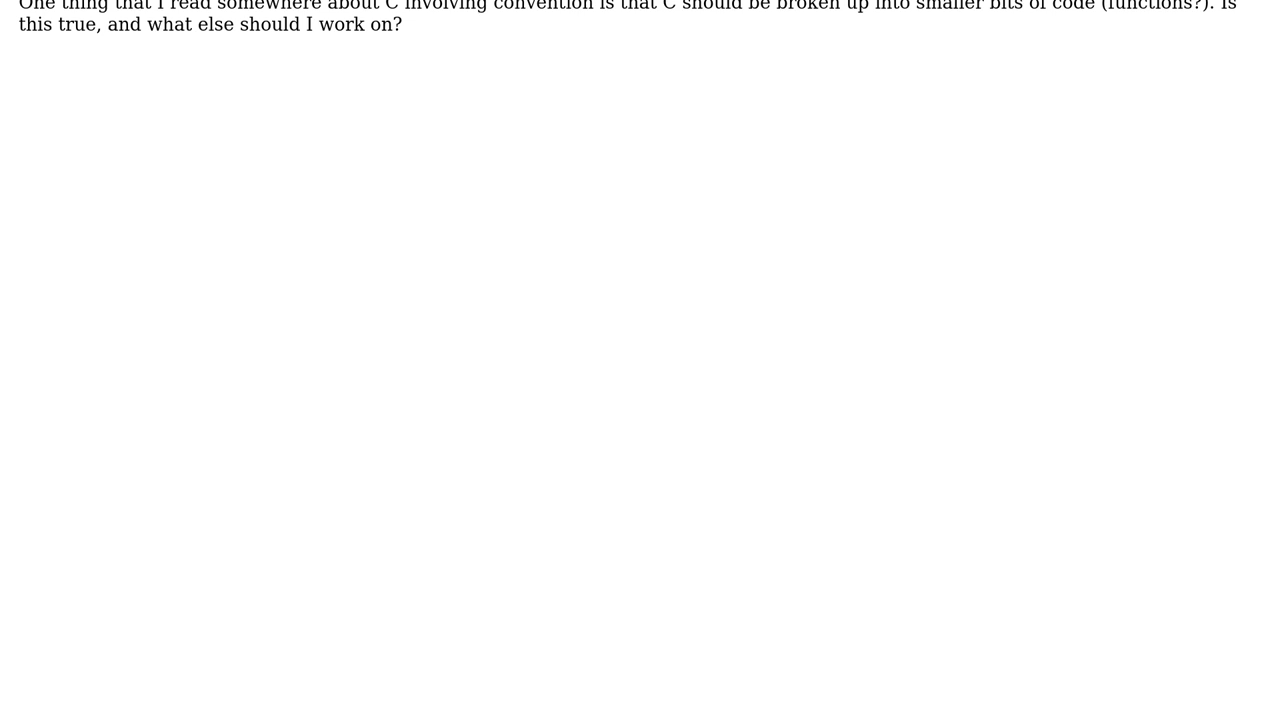 One thing that I read somewhere about C involving convention is that C should be broken up into smaller bits of code (functions?). Is
this true, and what else should I work on?